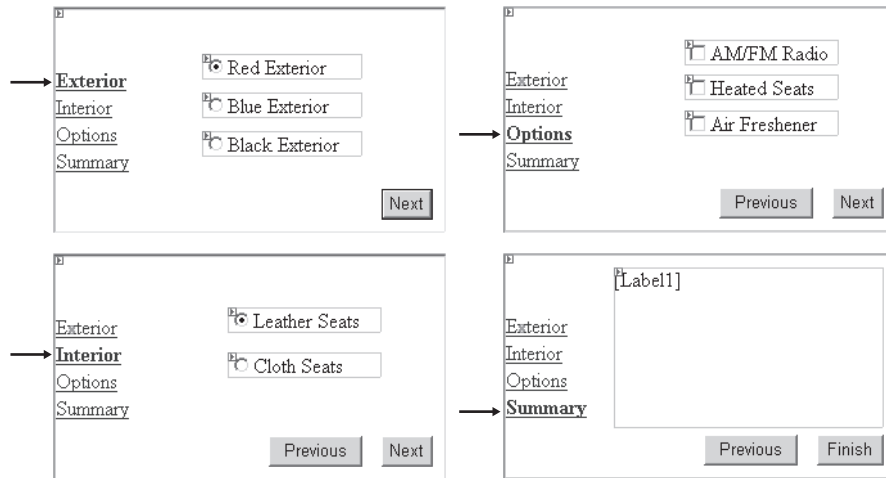 Exterior
Interior
Options
Summary
Red Exterior
Blue Exterior
Black Exterior
Next
Exterior
Interior
Options
Summary
AM/FM Radio
Heated Seats
Air Freshener
Previous Next
Exterior
Interior
Options
Summary
Leather Seats
Cloth Seats
Previous Next
Exterior
Interior
Options
Summary
[Label1]
Previous Finish